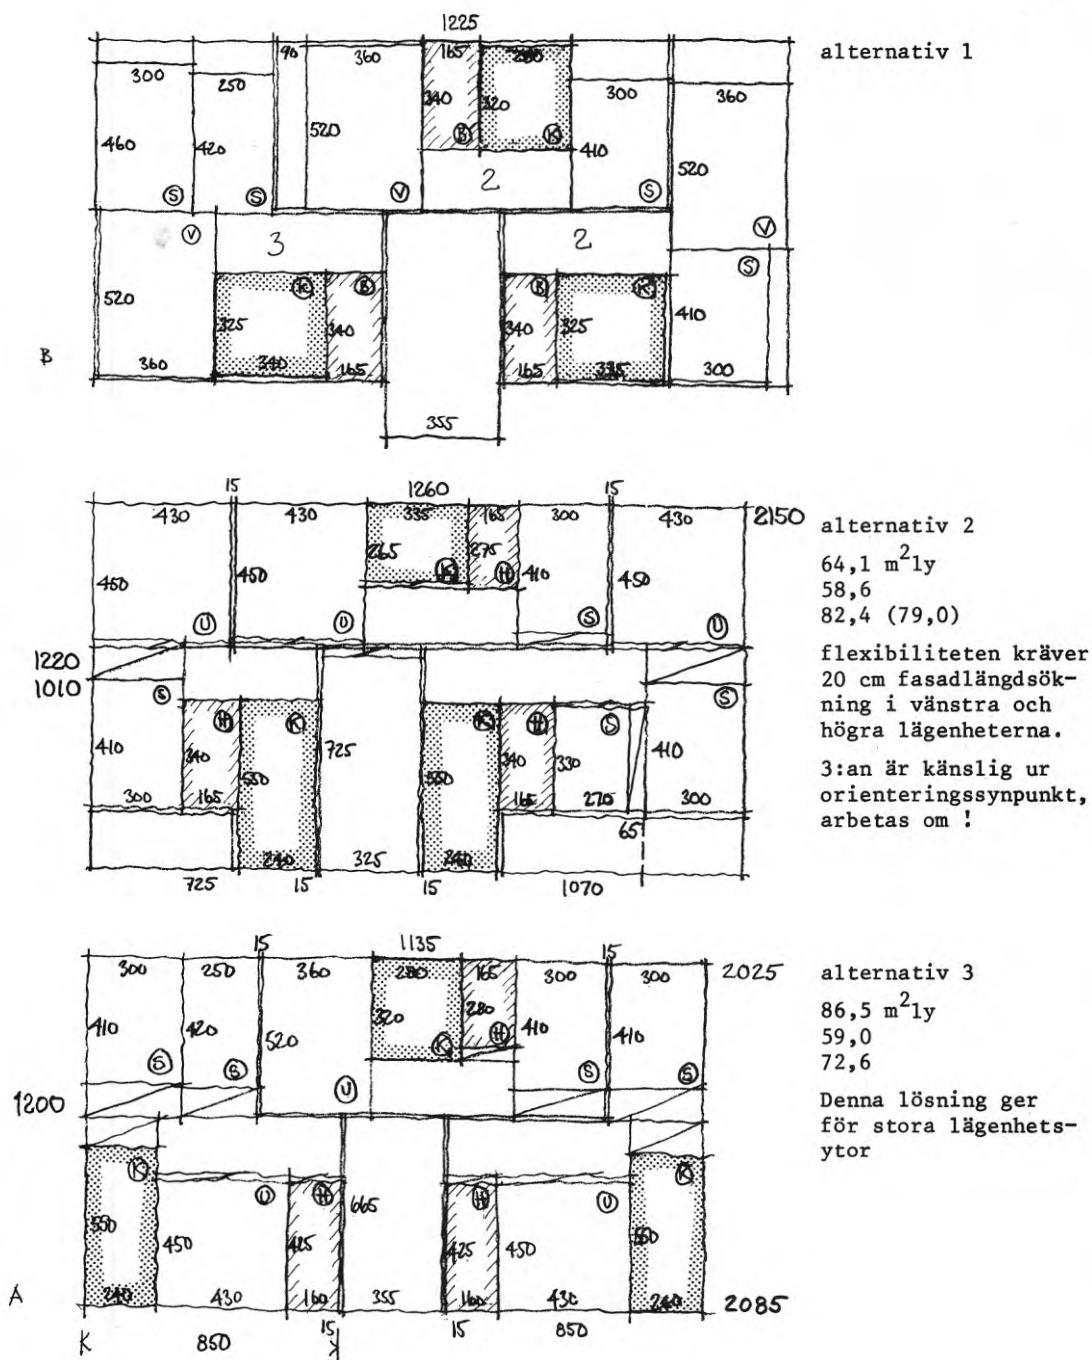 1225
alternativ 1
90 360 165 280
300 250 300 360
460 420 520 340 320 410 520
B K
S S V 2 S V
V 3 2 S
K B B K
520 325 340 340 325 410
B
360 340 165 165 335 300
355
15 1260 15
430 430 335 165 300 430 2150
alternativ 2
450 450 265 275 410 450
64,1 m²ly
58,6
82,4 (79,0)
K H
U U S U
1220
1010
flexibiliteten kräver
20 cm fasadlängdsök-
ning i vänstra och
högra lägenheterna.
S H K K H S S
410 340 550 725 550 340 330 410
3:an är känslig ur
orienteringssynpunkt,
arbetas om !
300 165 165 270 300
65
240 325 240
725 15 15 1070
15 1135 15
300 250 360 280 165 300 300 2025
alternativ 3
410 420 520 320 280 410 410
86,5 m²ly
59,0
72,6
K H
S S U S S
1200
Denna lösning ger
för stora lägenhets-
ytor
K U H H U K
550 450 425 665 425 450 550
A
240 430 160 355 160 430 240 2085
850 15 15 850